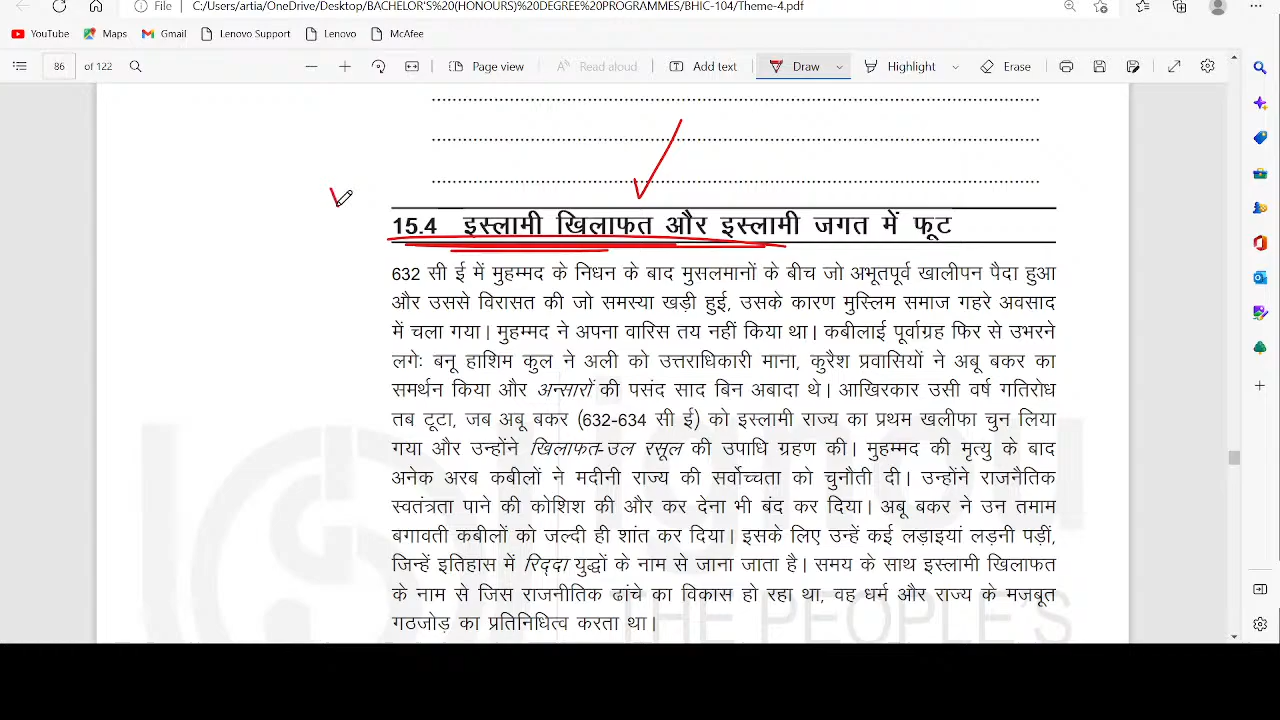 File C:/Users/artia/OneDrive/Desktop/BACHELOR'S%20(HONOURS)%20DEGREE%20PROGRAMMES/BHIC-104/Theme-4.pdf
YouTube Maps Gmail Lenovo Support Lenovo McAfee
86 of 122 Page view Read aloud Add text Draw Highlight Erase
15.4 इस्लामी खिलाफत और इस्लामी जगत में फूट
632 सी ई में मुहम्मद के निधन के बाद मुसलमानों के बीच जो अभूतपूर्व खालीपन पैदा हुआ
और उससे विरासत की जो समस्या खड़ी हुई, उसके कारण मुस्लिम समाज गहरे अवसाद
में चला गया। मुहम्मद ने अपना वारिस तय नहीं किया था। कबीलाई पूर्वाग्रह फिर से उभरने
लगेः बनू हाशिम कुल ने अली को उत्तराधिकारी माना, कुरैश प्रवासियों ने अबू बकर का
समर्थन किया और अन्सारों की पसंद साद बिन अबादा थे। आखिरकार उसी वर्ष गतिरोध
तब टूटा, जब अबू बकर (632-634 सी ई) को इस्लामी राज्य का प्रथम खलीफा चुन लिया
गया और उन्होंने खिलाफत-उल रसूल की उपाधि ग्रहण की। मुहम्मद की मृत्यु के बाद
अनेक अरब कबीलों ने मदीनी राज्य की सर्वोच्चता को चुनौती दी। उन्होंने राजनैतिक
स्वतंत्रता पाने की कोशिश की और कर देना भी बंद कर दिया। अबू बकर ने उन तमाम
बगावती कबीलों को जल्दी ही शांत कर दिया। इसके लिए उन्हें कई लड़ाइयां लड़नी पड़ीं,
जिन्हें इतिहास में रिद्दा युद्धों के नाम से जाना जाता है। समय के साथ इस्लामी खिलाफत
के नाम से जिस राजनीतिक ढांचे का विकास हो रहा था, वह धर्म और राज्य के मजबूत
गठजोड़ का प्रतिनिधित्व करता था।
ignou
THE PEOPLE'S